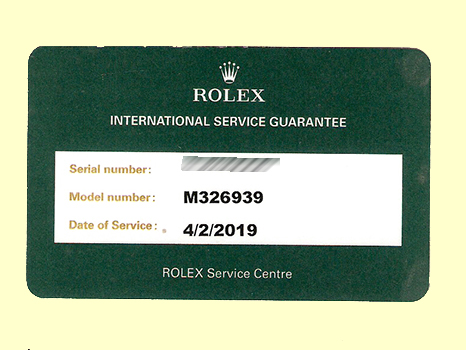 ROLEX
INTERNATIONAL SERVICE GUARANTEE
Serial number:
Model number: M326939
Date of Service: 4/2/2019
ROLEX Service Centre